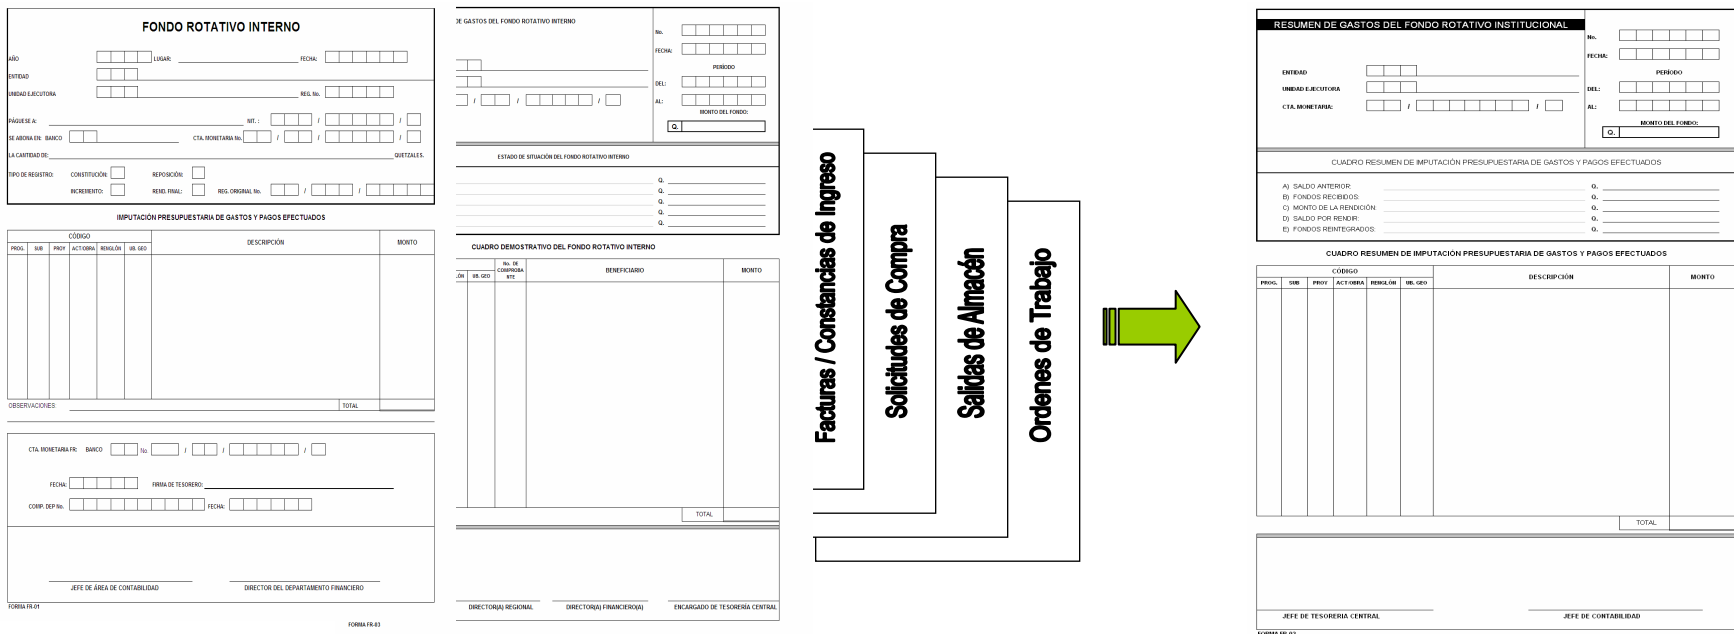 FONDO ROTATIVO INTERNO
AÑO LUGAR: FECHA:
ENTIDAD
UNIDAD EJECUTORA REG. No.
PÁGUESE A: NIT. : / /
SE ABONA EN: BANCO CTA. MONETARIA No. / / /
LA CANTIDAD DE: QUETZALES.
TIPO DE REGISTRO: CONSTITUCIÓN: REPOSICIÓN:
INCREMENTO: REND. FINAL: REG. ORIGINAL No. / /
IMPUTACIÓN PRESUPUESTARIA DE GASTOS Y PAGOS EFECTUADOS
CÓDIGO DESCRIPCIÓN MONTO
PROG. SUB PROY ACT/OBRA RENGLÓN UB. GEO
OBSERVACIONES: TOTAL
CTA. MONETARIA FR: BANCO No. / / /
FECHA: FIRMA DE TESORERO:
COMP. DEP No. FECHA:
JEFE DE ÁREA DE CONTABILIDAD DIRECTOR DEL DEPARTAMENTO FINANCIERO
FORMA FR-01
FORMA FR-03
DE GASTOS DEL FONDO ROTATIVO INTERNO
No.
FECHA:
PERÍODO
DEL:
/ / / AL:
MONTO DEL FONDO:
Q.
ESTADO DE SITUACIÓN DEL FONDO ROTATIVO INTERNO
Q.
Q.
Q.
Q.
Q.
CUADRO DEMOSTRATIVO DEL FONDO ROTATIVO INTERNO
LÓN UB. GEO No. DE COMPROBA NTE BENEFICIARIO MONTO
TOTAL
DIRECTOR(A) REGIONAL DIRECTOR(A) FINANCIERO(A) ENCARGADO DE TESORERÍA CENTRAL
Facturas / Constancias de Ingreso
Solicitudes de Compra
Salidas de Almacén
Ordenes de Trabajo
RESUMEN DE GASTOS DEL FONDO ROTATIVO INSTITUCIONAL
No.
FECHA:
ENTIDAD PERÍODO
UNIDAD EJECUTORA DEL:
CTA. MONETARIA: / / AL:
MONTO DEL FONDO:
Q.
CUADRO RESUMEN DE IMPUTACIÓN PRESUPUESTARIA DE GASTOS Y PAGOS EFECTUADOS
A) SALDO ANTERIOR: Q.
B) FONDOS RECIBIDOS: Q.
C) MONTO DE LA RENDICIÓN: Q.
D) SALDO POR RENDIR: Q.
E) FONDOS REINTEGRADOS: Q.
CUADRO RESUMEN DE IMPUTACIÓN PRESUPUESTARIA DE GASTOS Y PAGOS EFECTUADOS
CÓDIGO DESCRIPCIÓN MONTO
PROG. SUB PROY ACT/OBRA RENGLÓN UB. GEO
TOTAL
JEFE DE TESORERIA CENTRAL JEFE DE CONTABILIDAD